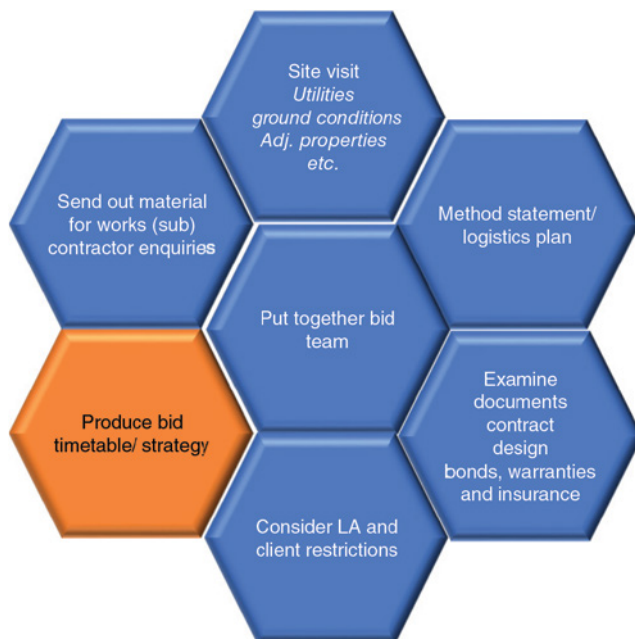 Site visit
Utilities
ground conditions
Adj. properties
etc.
Send out material
for works (sub)
contractor enquiries
Method statement/
logistics plan
Put together bid
team
Produce bid
timetable/ strategy
Examine
documents
contract
design
bonds, warranties
and insurance
Consider LA and
client restrictions